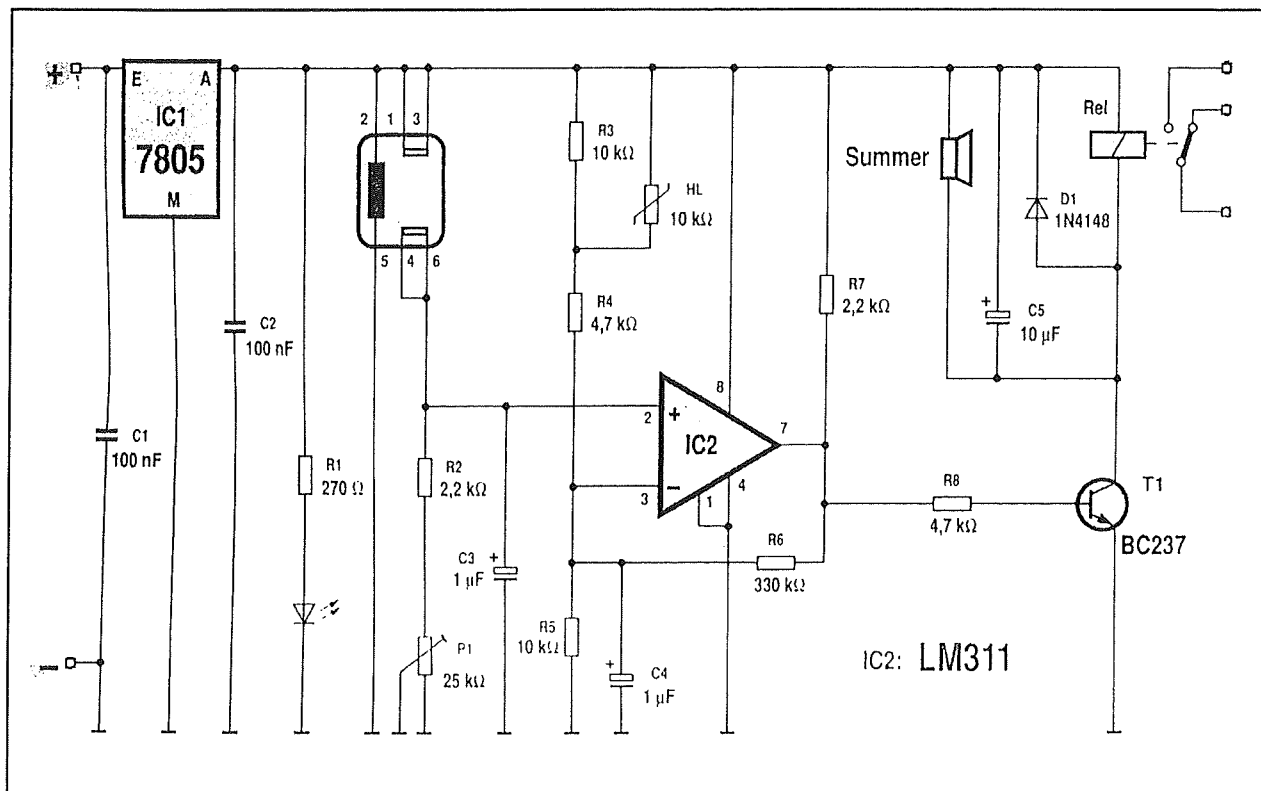 +
E
A
IC1
7805
M
C1
100 nF
C2
100 nF
R1
270 Ω
2
1
3
5
4
6
R2
2,2 kΩ
P1
25 kΩ
C3
+
1 µF
R3
10 kΩ
HL
10 kΩ
R4
4,7 kΩ
R5
10 kΩ
+
C4
1 µF
2
+
3
−
IC2
8
7
1
4
R6
330 kΩ
R7
2,2 kΩ
R8
4,7 kΩ
Summer
+
C5
10 µF
D1
1N4148
Rel
T1
BC237
IC2: LM311
−